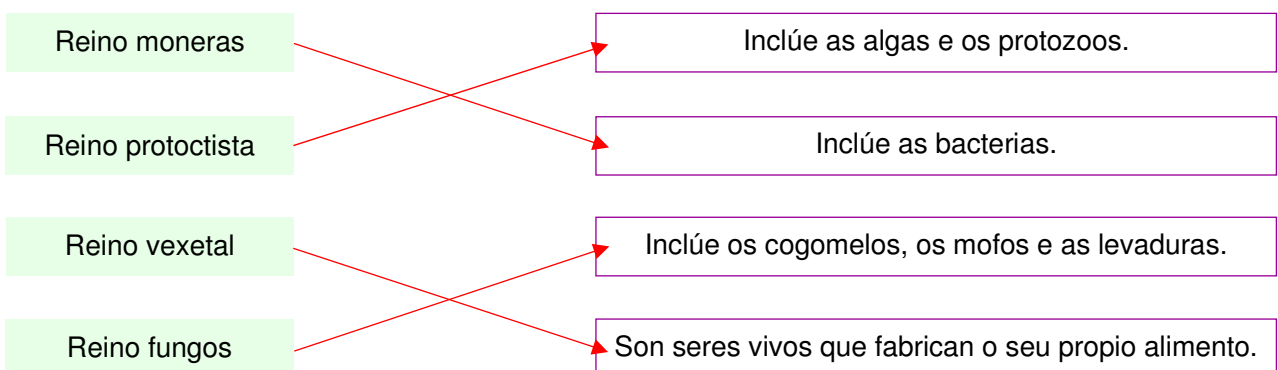 Reino moneras
Inclúe as algas e os protozoos.
Reino protoctista
Inclúe as bacterias.
Reino vexetal
Inclúe os cogomelos, os mofos e as levaduras.
Reino fungos
Son seres vivos que fabrican o seu propio alimento.